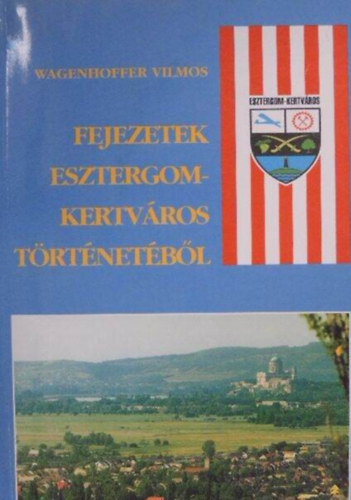 WAGENHOFFER VILMOS
ESZTERGOM-KERTVÁROS
FEJEZETEK
ESZTERGOM-
KERTVÁROS
TÖRTÉNETÉBŐL